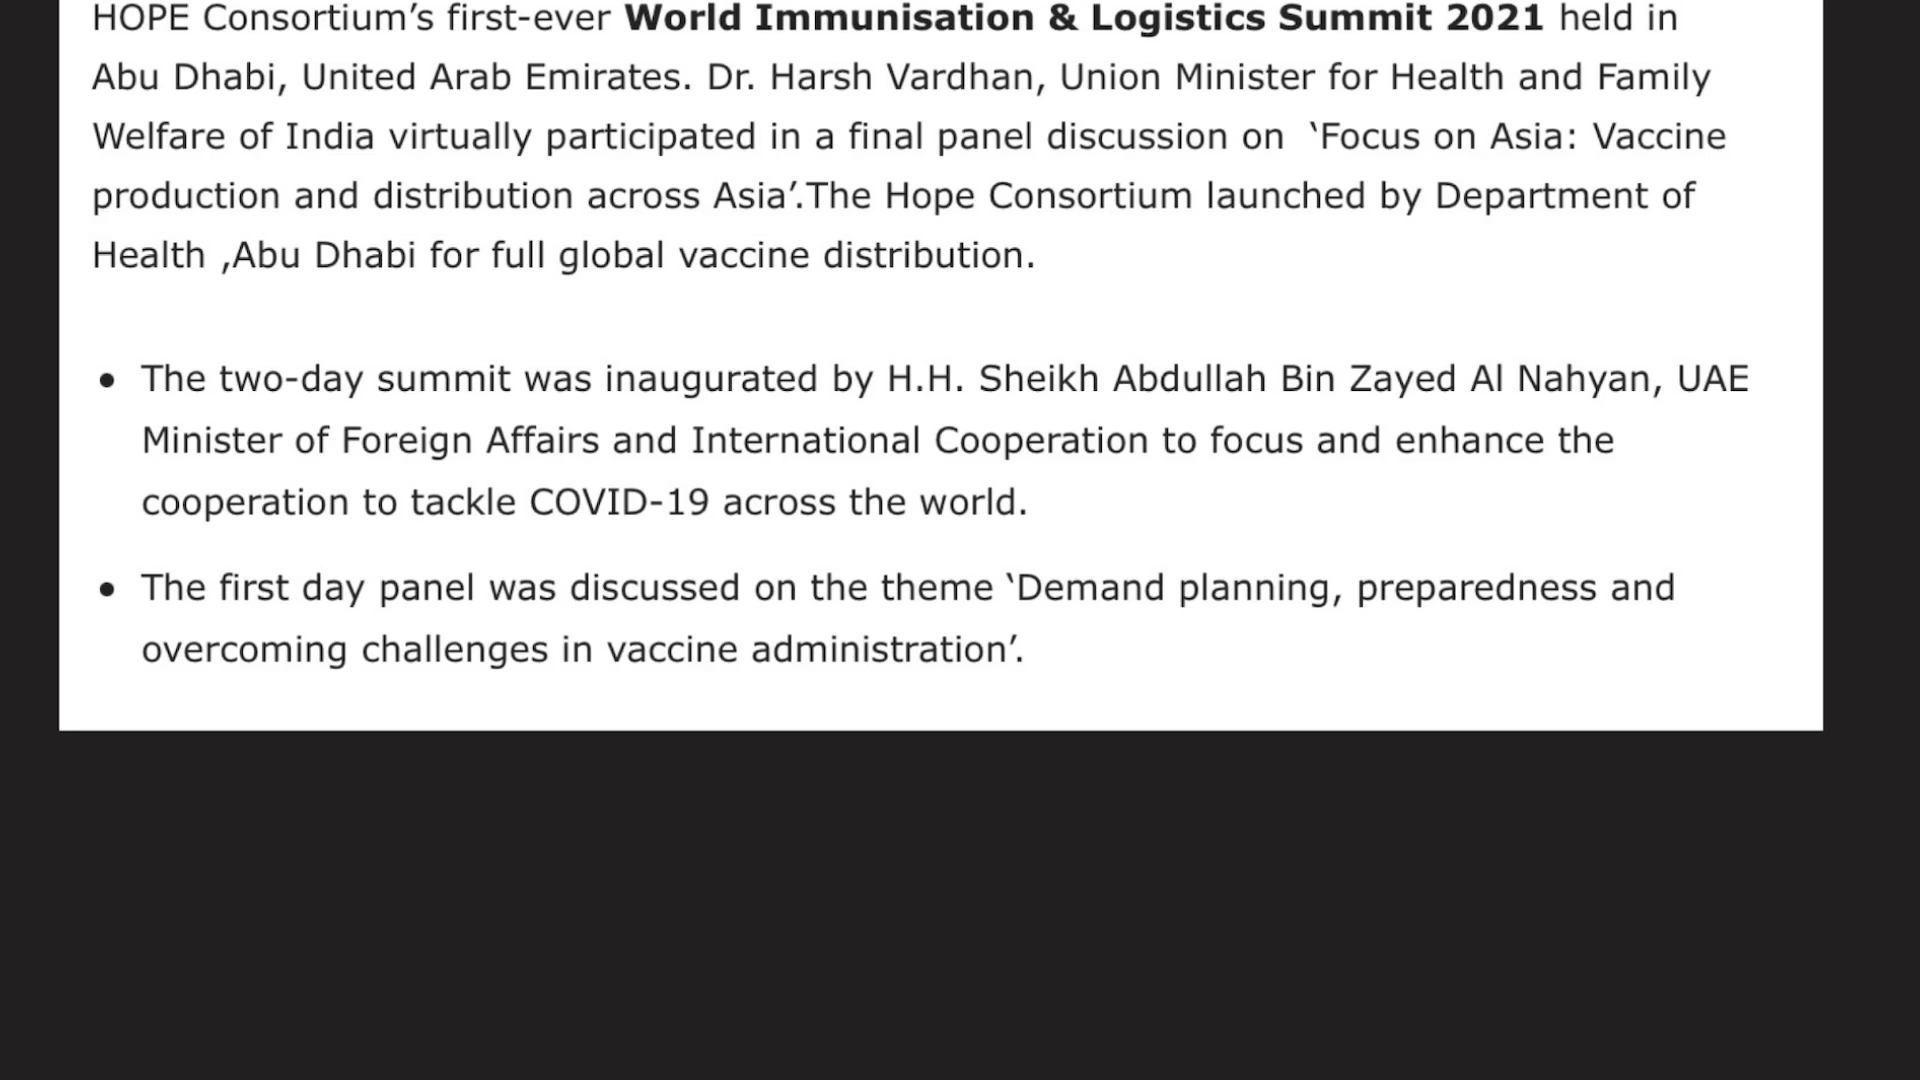 HOPE Consortium’s first-ever World Immunisation & Logistics Summit 2021 held in
Abu Dhabi, United Arab Emirates. Dr. Harsh Vardhan, Union Minister for Health and Family
Welfare of India virtually participated in a final panel discussion on ‵Focus on Asia: Vaccine
production and distribution across Asia’.The Hope Consortium launched by Department of
Health ,Abu Dhabi for full global vaccine distribution.
• The two-day summit was inaugurated by H.H. Sheikh Abdullah Bin Zayed Al Nahyan, UAE
Minister of Foreign Affairs and International Cooperation to focus and enhance the
cooperation to tackle COVID-19 across the world.
• The first day panel was discussed on the theme ‵Demand planning, preparedness and
overcoming challenges in vaccine administration’.